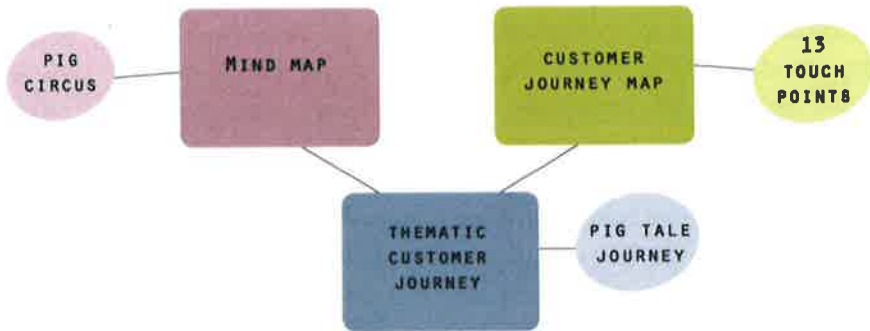 PIG
CIRCUS
MIND MAP
CUSTOMER
JOURNEY MAP
13
TOUCH
POINTS
THEMATIC
CUSTOMER
JOURNEY
PIG TALE
JOURNEY